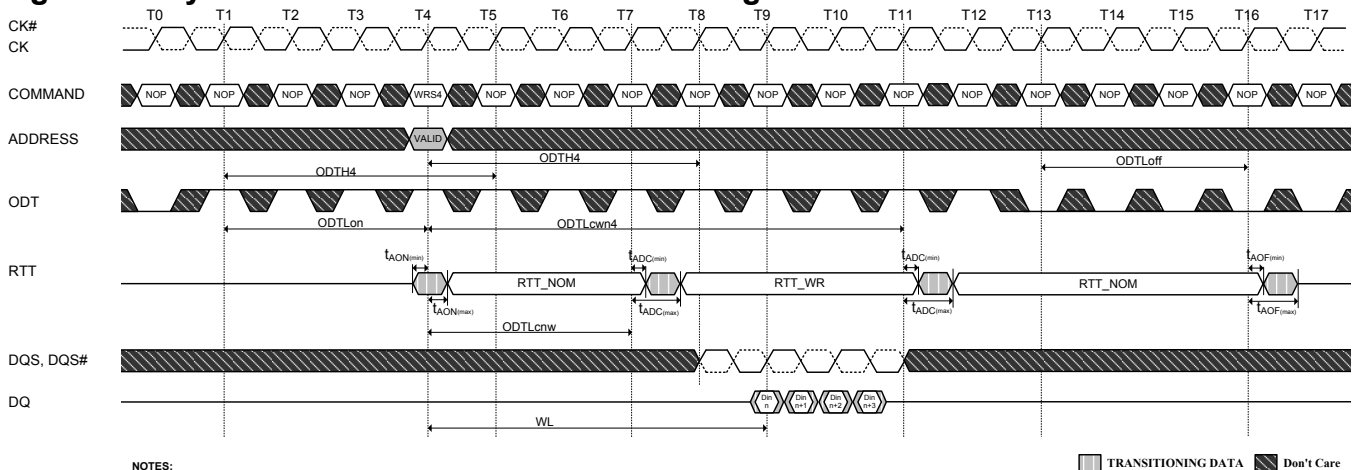 T0 T1 T2 T3 T4 T5 T6 T7 T8 T9 T10 T11 T12 T13 T14 T15 T16 T17
CK#
CK
COMMAND NOP NOP NOP NOP WRS4 NOP NOP NOP NOP NOP NOP NOP NOP NOP NOP NOP NOP NOP
ADDRESS VALID
ODTH4 ODTLoff
ODTH4
ODT
ODTLon ODTLcwn4
tAON(min) tADC(min) tADC(min) tAOF(min)
RTT RTT_NOM RTT_WR RTT_NOM
tAON(max) tADC(max) tADC(max) tAOF(max)
ODTLcnw
DQS, DQS#
DQ Din n Din n+1 Din n+2 Din n+3
WL
NOTES: TRANSITIONING DATA Don't Care